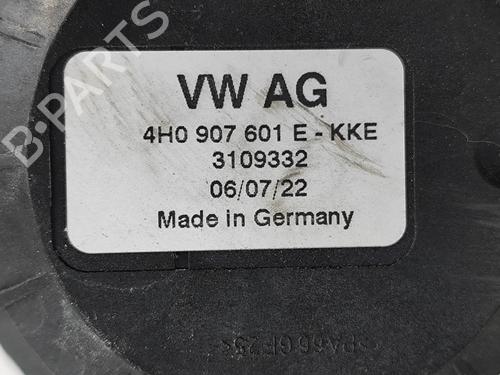 VW AG
4H0 907 601 E - KKE
3109332
06/07/22
Made in Germany
B-PARTS